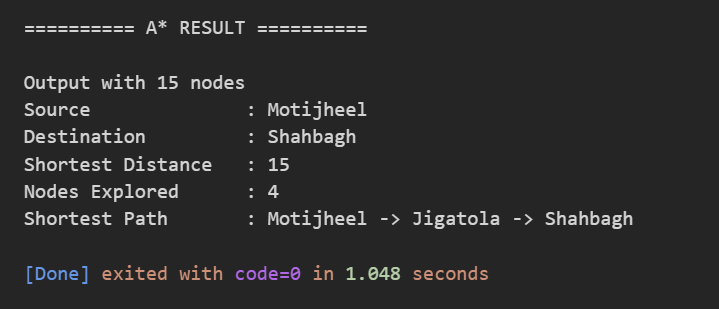 ========== A* RESULT ==========
Output with 15 nodes
Source : Motijheel
Destination : Shahbagh
Shortest Distance : 15
Nodes Explored : 4
Shortest Path : Motijheel -> Jigatola -> Shahbagh
[Done] exited with code=0 in 1.048 seconds